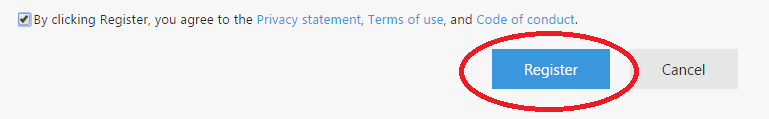 By clicking Register, you agree to the Privacy statement, Terms of use, and Code of conduct.
Register Cancel